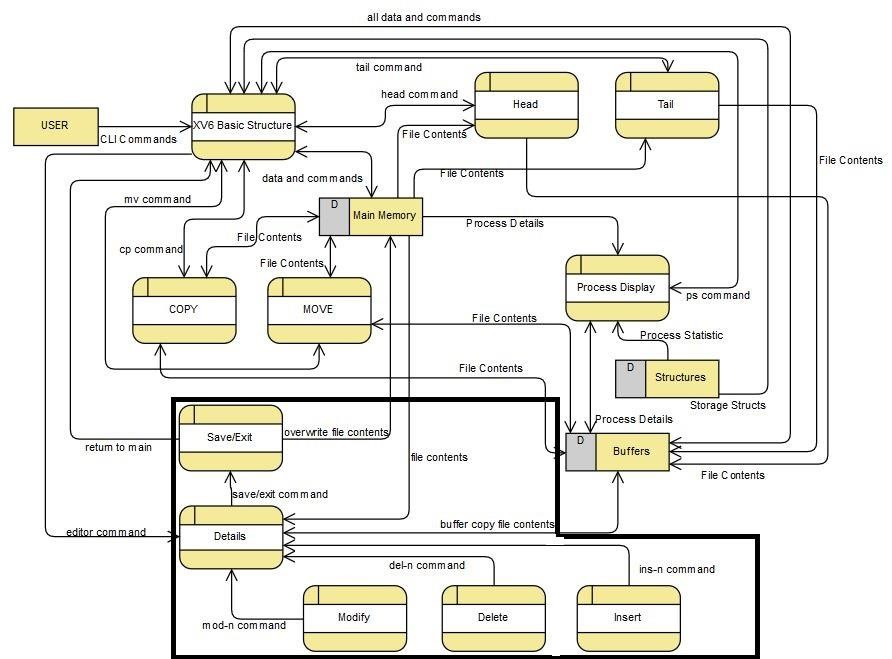 all data and commands
tail command
head command
Head
Tail
USER
XV6 Basic Structure
CLI Commands
File Contents
File Contents
File Contents
data and commands
mv command
D
Main Memory
Process Details
File Contents
cp command
File Contents
Process Display
ps command
COPY
MOVE
File Contents
Process Statistic
File Contents
D
Structures
Storage Structs
Process Details
Save/Exit
overwrite file contents
return to main
D
Buffers
file contents
File Contents
save/exit command
buffer copy file contents
editor command
Details
del-n command
ins-n command
Modify
Delete
Insert
mod-n command